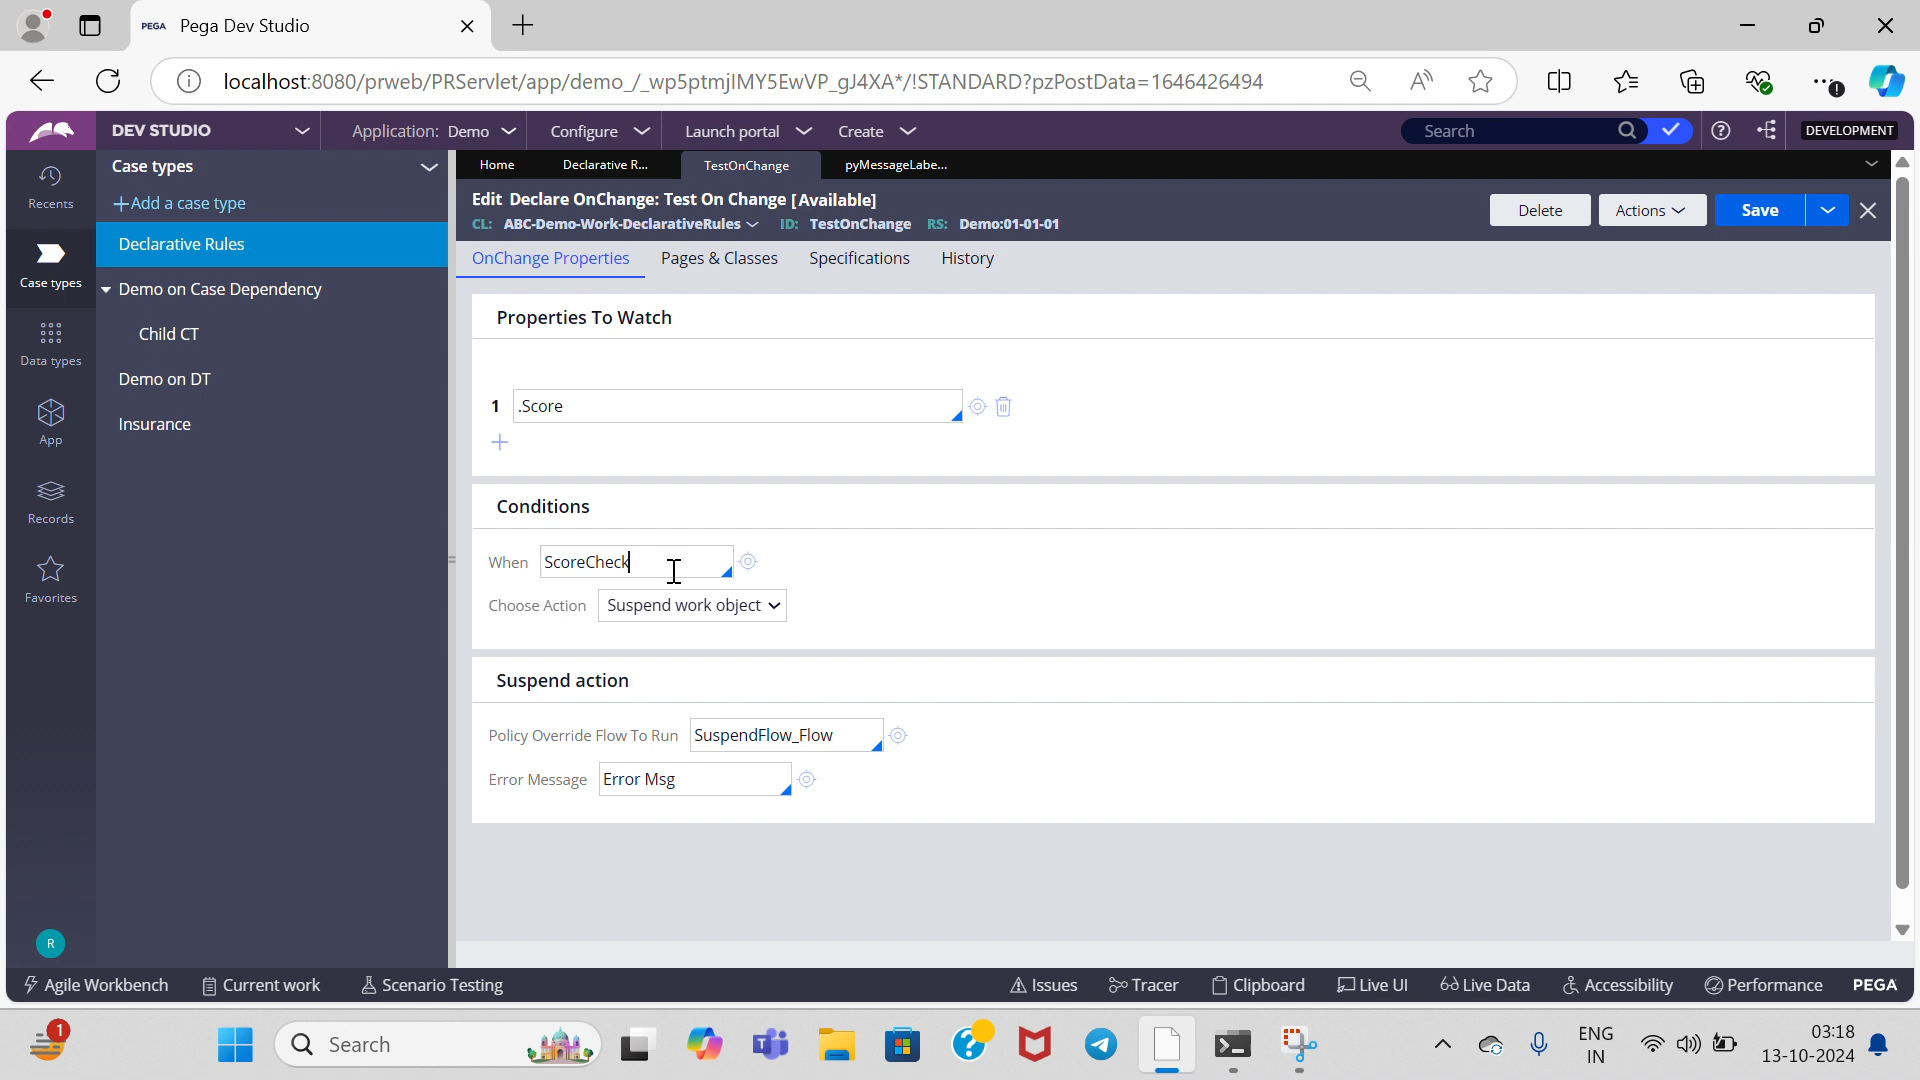 PEGA Pega Dev Studio
localhost:8080/prweb/PRServlet/app/demo_/_wp5ptmjIMY5EwVP_gJ4XA*/!STANDARD?pzPostData=1646426494
DEV STUDIO Application: Demo Configure Launch portal Create Search DEVELOPMENT
Recents
Case types
Data types
App
Records
Favorites
R
Case types
+Add a case type
Declarative Rules
Demo on Case Dependency
Child CT
Demo on DT
Insurance
Home Declarative R... TestOnChange pyMessageLabe...
Edit Declare OnChange: Test On Change [Available]
CL: ABC-Demo-Work-DeclarativeRules ID: TestOnChange RS: Demo:01-01-01
Delete Actions Save
OnChange Properties Pages & Classes Specifications History
Properties To Watch
1 .Score
Conditions
When ScoreCheck
Choose Action Suspend work object
Suspend action
Policy Override Flow To Run SuspendFlow_Flow
Error Message Error Msg
Agile Workbench Current work Scenario Testing Issues Tracer Clipboard Live UI Live Data Accessibility Performance PEGA
1 Search ENG IN 03:18
13-10-2024